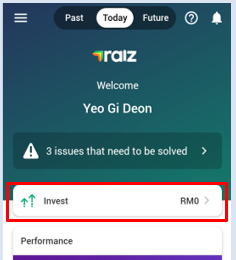 Past Today Future
raiz
Welcome
Yeo Gi Deon
3 issues that need to be solved
Invest RM0
Performance